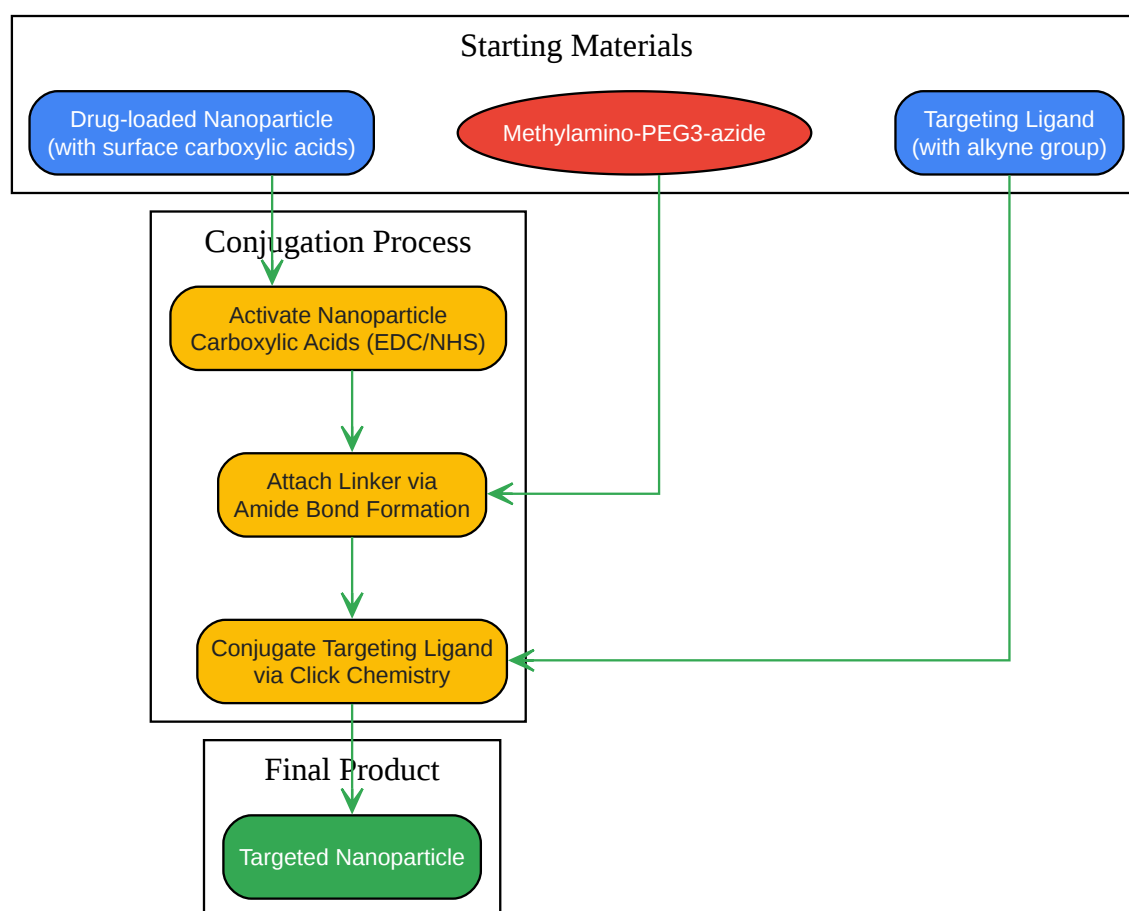 Starting Materials
Drug-loaded Nanoparticle
(with surface carboxylic acids)
Methylamino-PEG3-azide
Targeting Ligand
(with alkyne group)
Conjugation Process
Activate Nanoparticle
Carboxylic Acids (EDC/NHS)
Attach Linker via
Amide Bond Formation
Conjugate Targeting Ligand
via Click Chemistry
Final Product
Targeted Nanoparticle